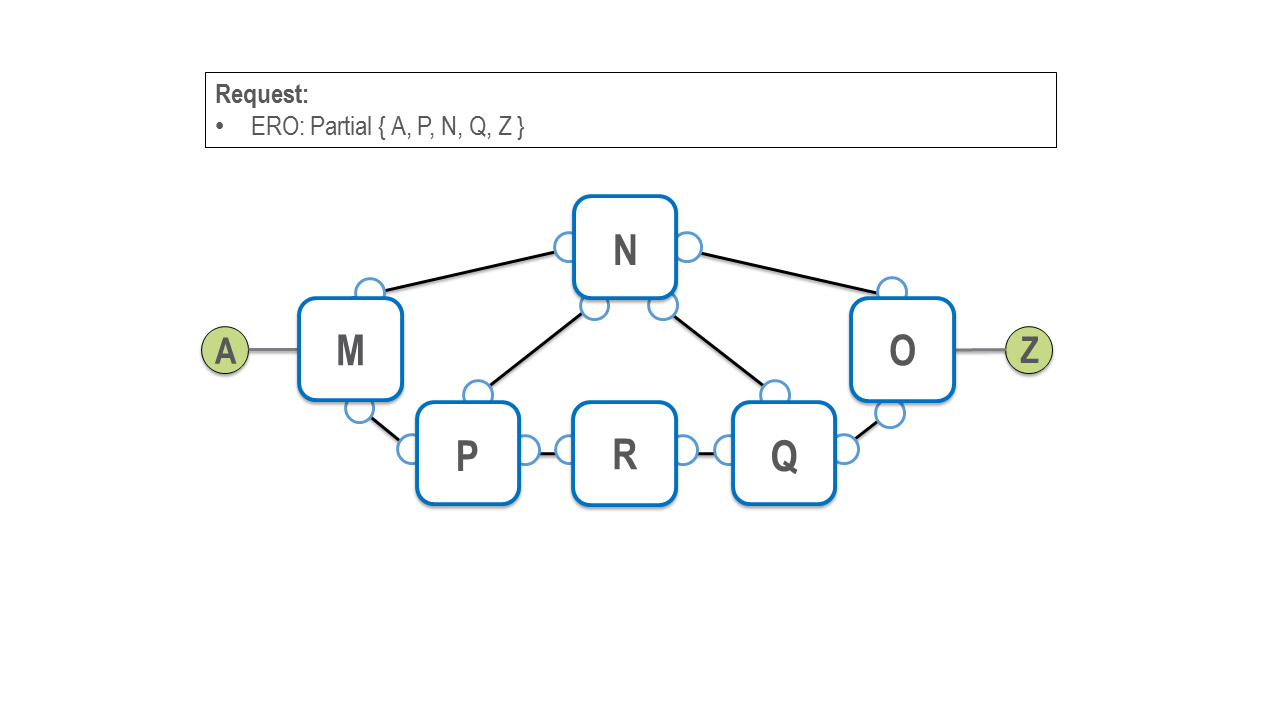 Request:
• ERO: Partial { A, P, N, Q, Z }
N
A
M
O
Z
P
R
Q